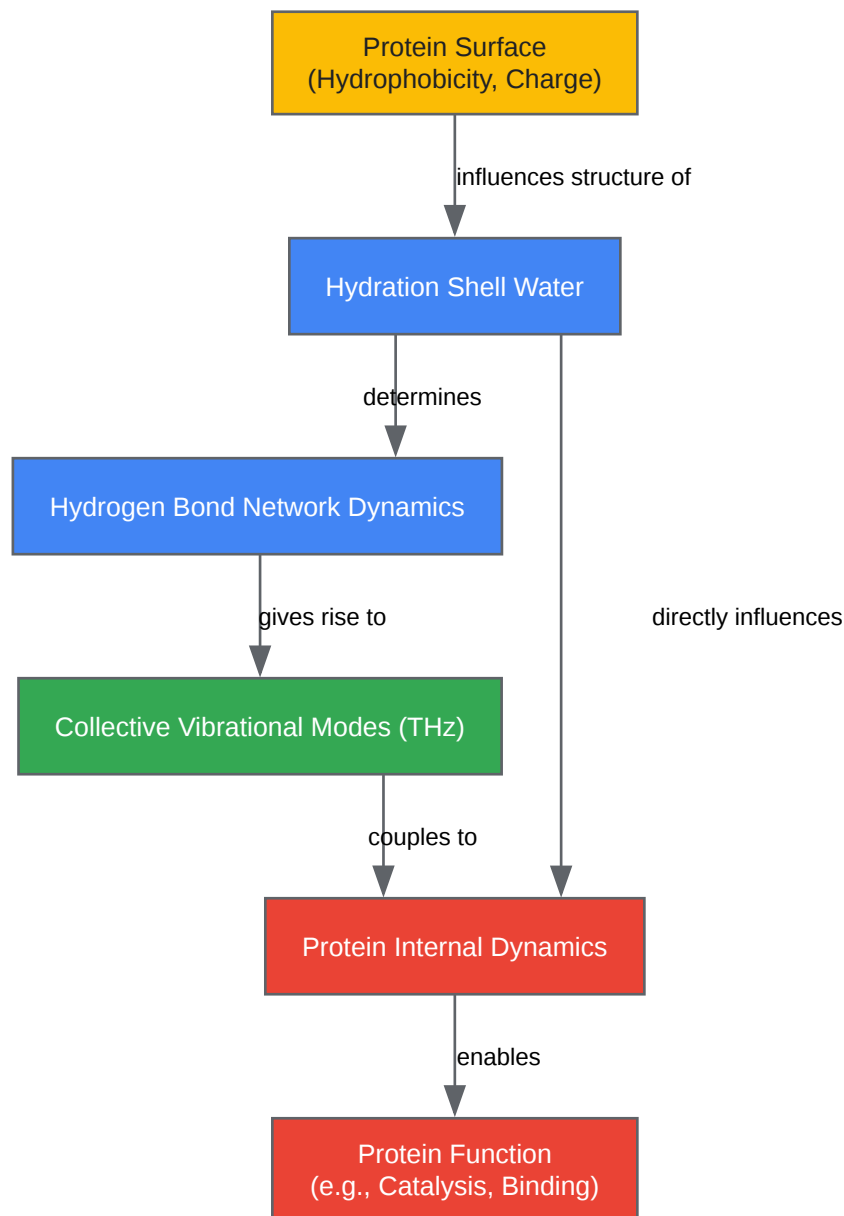 Protein Surface
(Hydrophobicity, Charge)
influences structure of
Hydration Shell Water
determines
Hydrogen Bond Network Dynamics
gives rise to
directly influences
Collective Vibrational Modes (THz)
couples to
Protein Internal Dynamics
enables
Protein Function
(e.g., Catalysis, Binding)